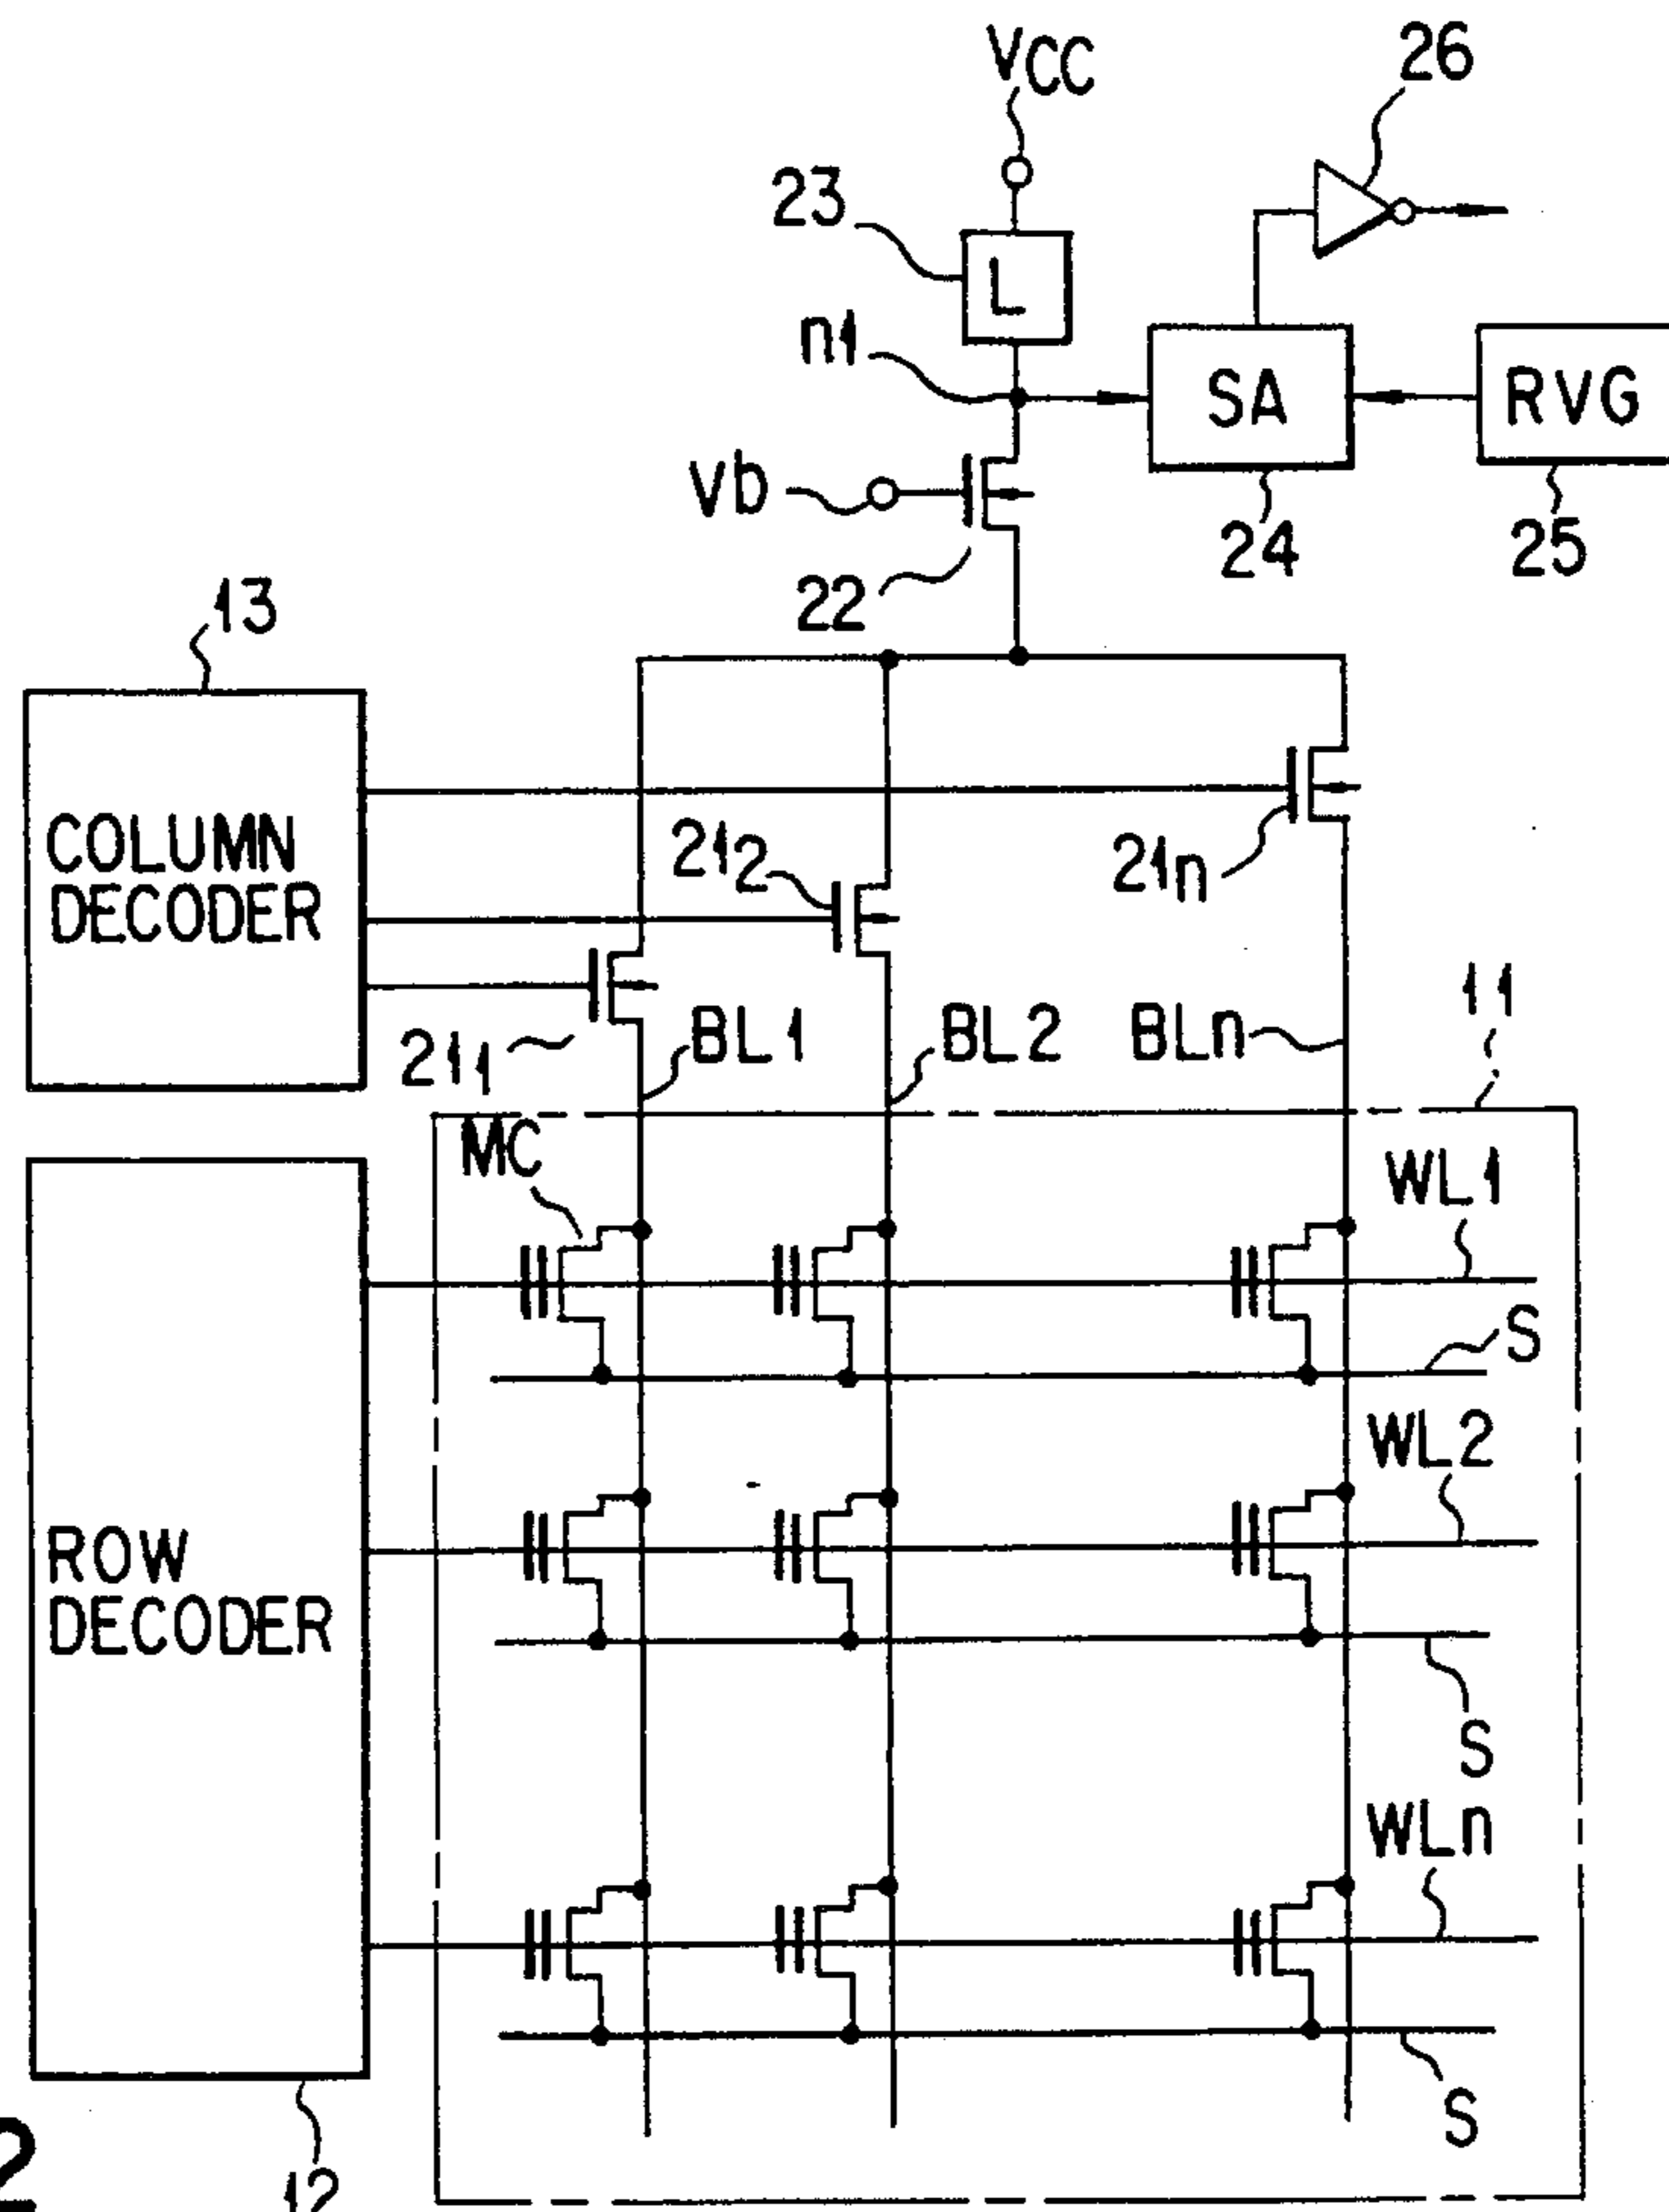 VCC
26
23
L
n1
SA
RVG
Vb
24
25
22
13
COLUMN
DECODER
212
21n
211
BL1
BL2
BLn
11
MC
WL1
S
WL2
ROW
DECODER
S
WLn
S
2
12